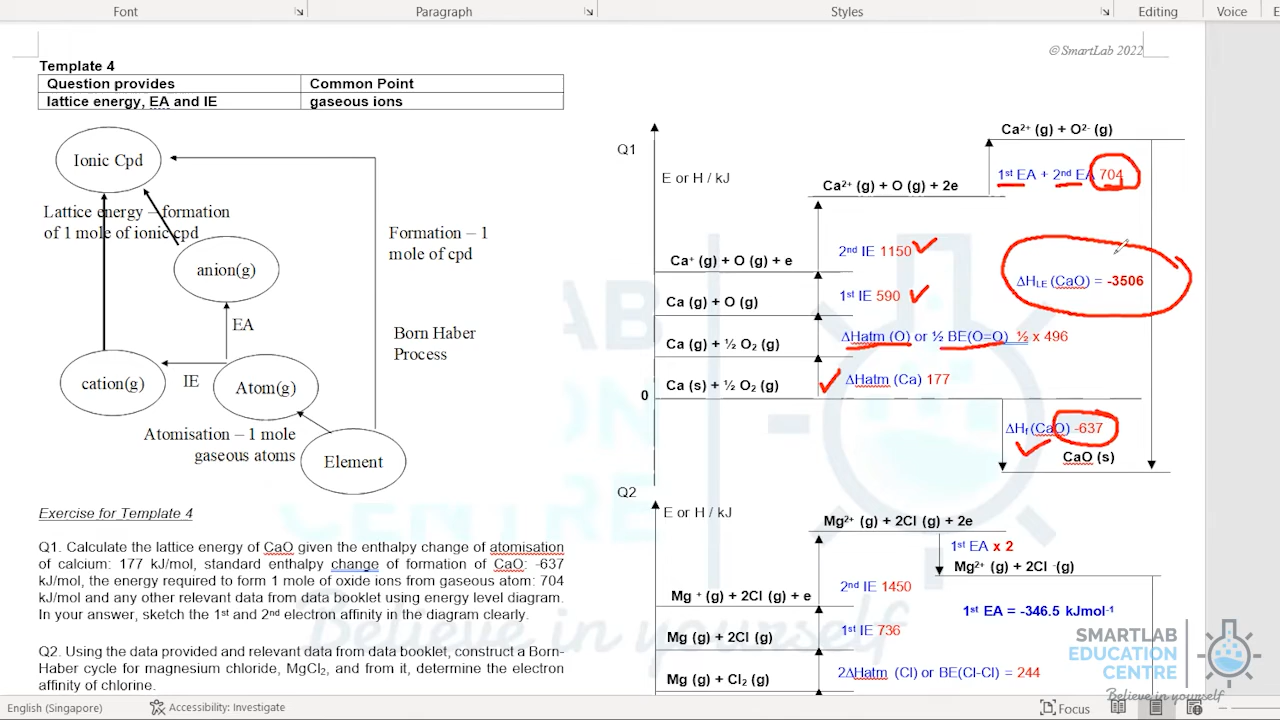 Font
Paragraph
Styles
Editing
Voice
E
©SmartLab 2022
Template 4
Question provides
Common Point
lattice energy, EA and IE
gaseous ions
Ionic Cpd
Lattice energy – formation
of 1 mole of ionic cpd
anion(g)
EA
cation(g)
IE
Atom(g)
Atomisation – 1 mole
gaseous atoms
Element
Formation – 1
mole of cpd
Born Haber
Process
Exercise for Template 4
Q1. Calculate the lattice energy of CaO given the enthalpy change of atomisation
of calcium: 177 kJ/mol, standard enthalpy change of formation of CaO: -637
kJ/mol, the energy required to form 1 mole of oxide ions from gaseous atom: 704
kJ/mol and any other relevant data from data booklet using energy level diagram.
In your answer, sketch the 1st and 2nd electron affinity in the diagram clearly.
Q2. Using the data provided and relevant data from data booklet, construct a Born-
Haber cycle for magnesium chloride, MgCl₂, and from it, determine the electron
affinity of chlorine.
Q1
E or H / kJ
Ca²⁺ (g) + O²⁻ (g)
1st EA + 2nd EA 704
Ca²⁺ (g) + O (g) + 2e
2nd IE 1150
Ca⁺ (g) + O (g) + e
1st IE 590
Ca (g) + O (g)
ΔHatm (O) or ½ BE(O=O) ½ x 496
Ca (g) + ½ O₂ (g)
ΔHatm (Ca) 177
Ca (s) + ½ O₂ (g)
0
ΔHLE (CaO) = -3506
ΔHf (CaO) -637
CaO (s)
Q2
E or H / kJ
Mg²⁺ (g) + 2Cl (g) + 2e
1st EA x 2
Mg²⁺ (g) + 2Cl ⁻(g)
2nd IE 1450
Mg ⁺ (g) + 2Cl (g) + e
1st EA = -346.5 kJmol⁻¹
1st IE 736
Mg (g) + 2Cl (g)
2ΔHatm (Cl) or BE(Cl-Cl) = 244
Mg (g) + Cl₂ (g)
SMARTLAB
EDUCATION
CENTRE
Believe in yourself
English (Singapore)
Accessibility: Investigate
Focus